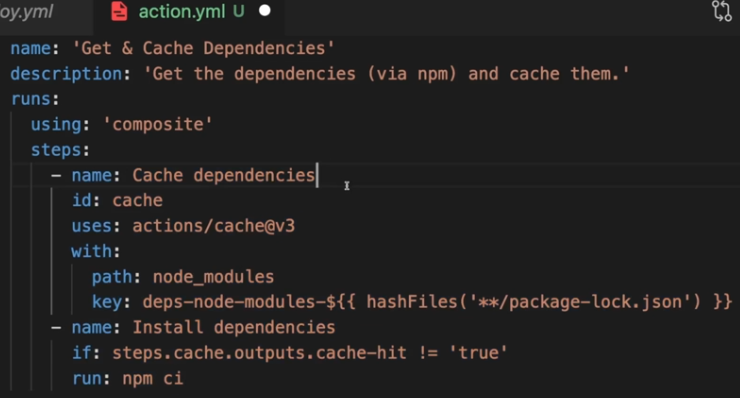 oy.yml action.yml U
name: 'Get & Cache Dependencies'
description: 'Get the dependencies (via npm) and cache them.'
runs:
using: 'composite'
steps:
- name: Cache dependencies
id: cache
uses: actions/cache@v3
with:
path: node_modules
key: deps-node-modules-${{ hashFiles('**/package-lock.json') }}
- name: Install dependencies
if: steps.cache.outputs.cache-hit != 'true'
run: npm ci